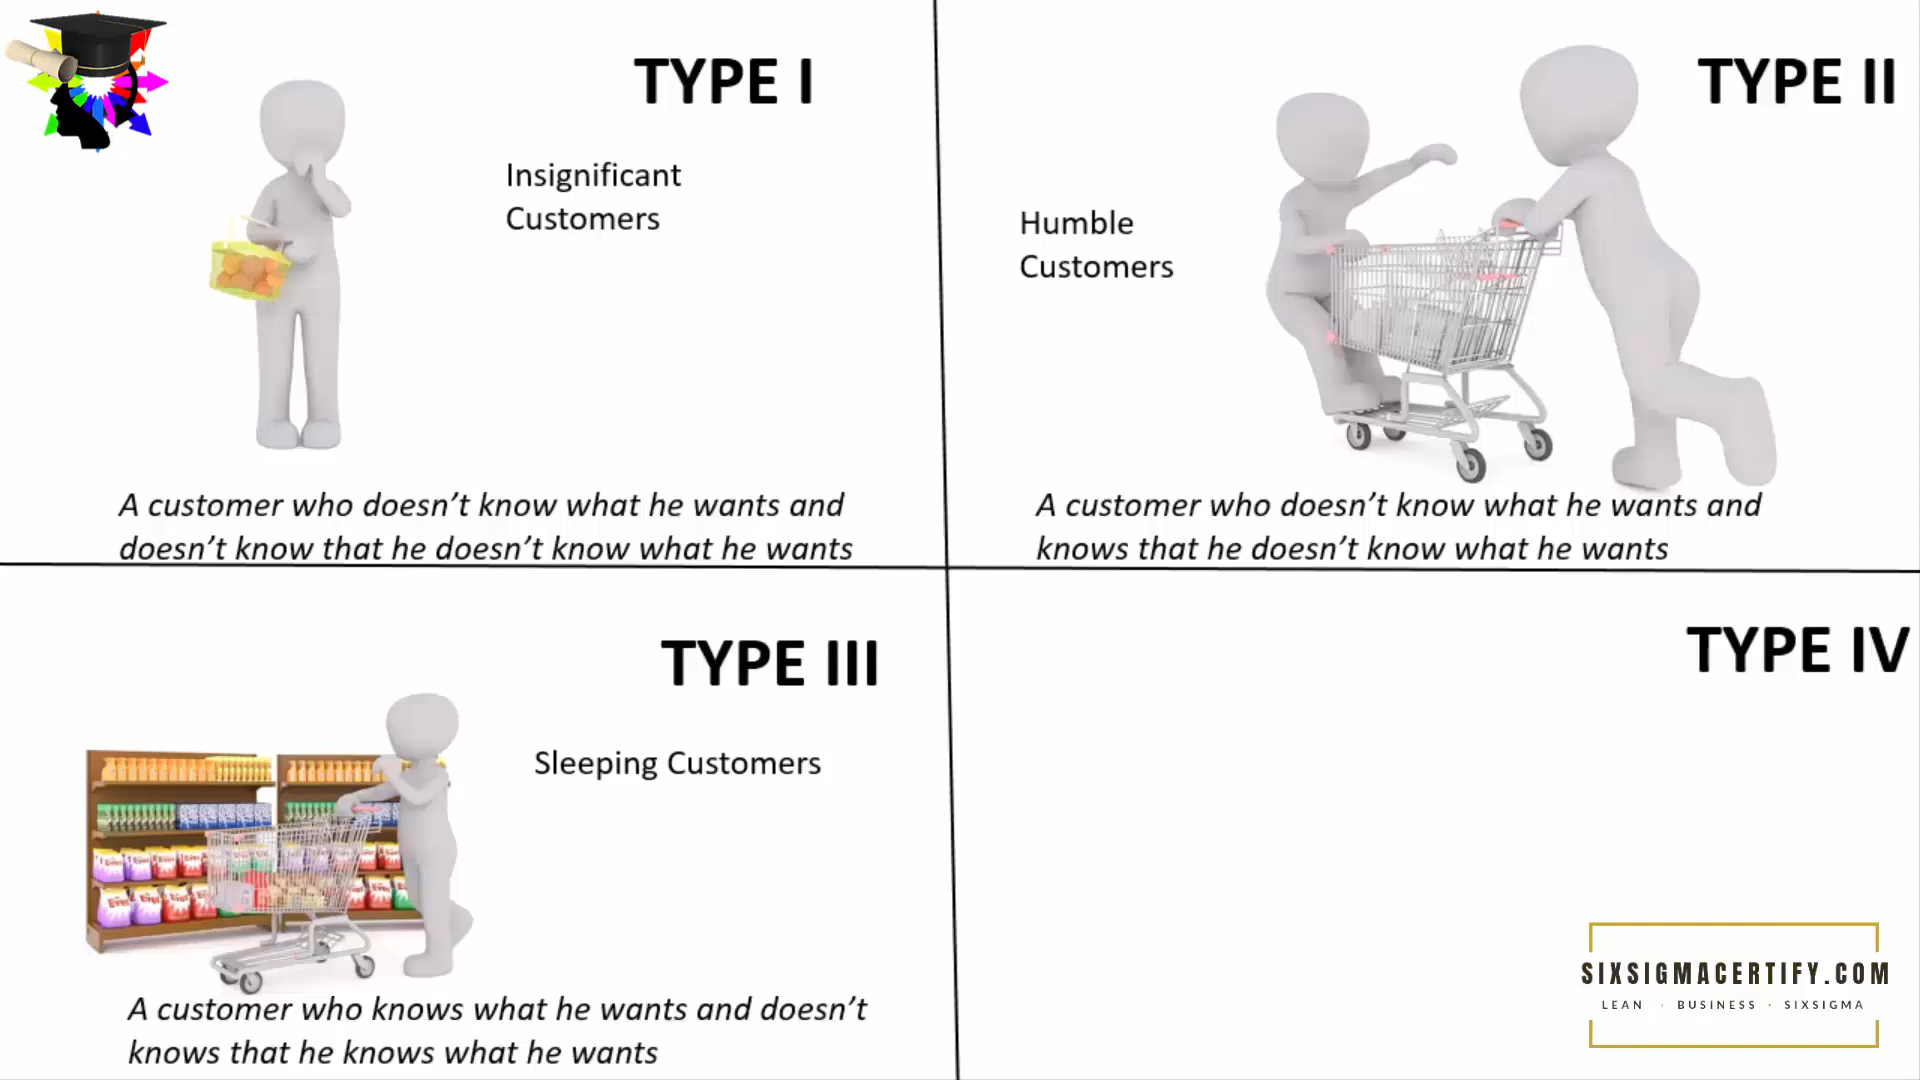 TYPE I
Insignificant
Customers
A customer who doesn’t know what he wants and
doesn’t know that he doesn’t know what he wants
TYPE II
Humble
Customers
A customer who doesn’t know what he wants and
knows that he doesn’t know what he wants
TYPE III
Sleeping Customers
A customer who knows what he wants and doesn’t
knows that he knows what he wants
TYPE IV
SIXSIGMACERTIFY.COM
LEAN · BUSINESS · SIXSIGMA